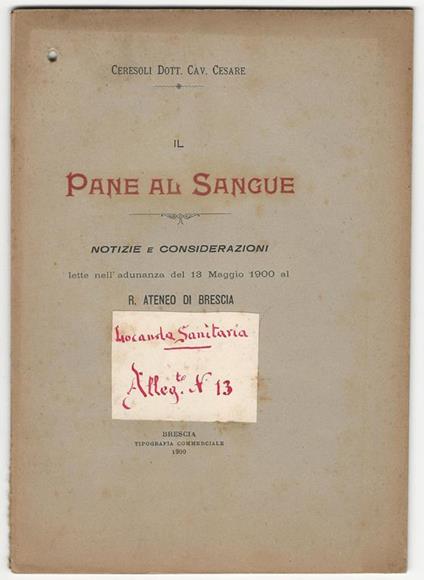 CERESOLI DOTT. CAV. CESARE
IL
PANE AL SANGUE
NOTIZIE E CONSIDERAZIONI
lette nell'adunanza del 13 Maggio 1900 al
R. ATENEO DI BRESCIA
Locanda Sanitaria
Alleg.to N 13
BRESCIA
TIPOGRAFIA COMMERCIALE
1900